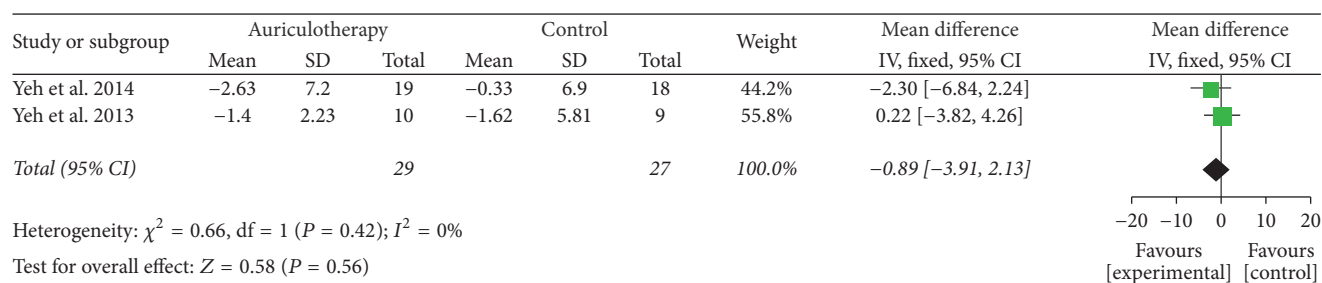 Study or subgroup Auriculotherapy Control Weight Mean difference Mean difference
Mean SD Total Mean SD Total IV, fixed, 95% CI IV, fixed, 95% CI
Yeh et al. 2014 −2.63 7.2 19 −0.33 6.9 18 44.2% −2.30 [−6.84, 2.24]
Yeh et al. 2013 −1.4 2.23 10 −1.62 5.81 9 55.8% 0.22 [−3.82, 4.26]
Total (95% CI) 29 27 100.0% −0.89 [−3.91, 2.13]
−20 −10 0 10 20
Heterogeneity: χ² = 0.66, df = 1 (P = 0.42); I² = 0%
Test for overall effect: Z = 0.58 (P = 0.56)
Favours Favours
[experimental] [control]